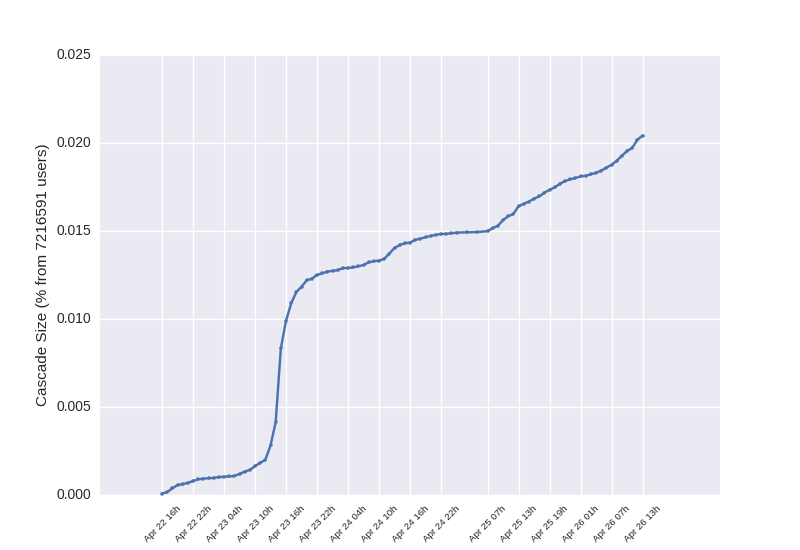 0.025
0.020
0.015
0.010
0.005
0.000
Cascade Size (% from 7216591 users)
Apr 22 16h
Apr 22 22h
Apr 23 04h
Apr 23 10h
Apr 23 16h
Apr 23 22h
Apr 24 04h
Apr 24 10h
Apr 24 16h
Apr 24 22h
Apr 25 07h
Apr 25 13h
Apr 25 19h
Apr 26 01h
Apr 26 07h
Apr 26 13h